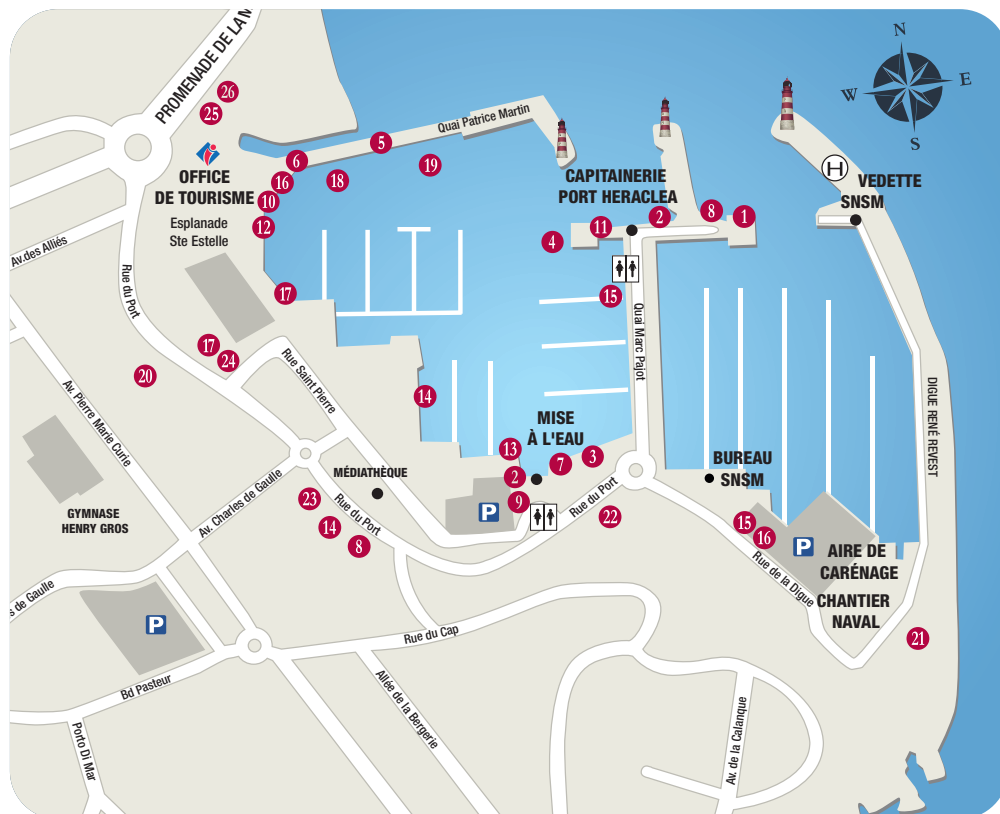 PROMENADE DE LA
N
W
E
S
26
25
Quai Patrice Martin
5
6
19
18
16
10
12
OFFICE
DE TOURISME
Esplanade
Ste Estelle
CAPITAINERIE
PORT HERACLEA
H
VEDETTE
SNSM
4
11
2
8
1
Av.des Alliés
Rue du Port
15
17
Quai Marc Pajot
17
24
20
Rue Saint Pierre
14
DIGUE RENÉ REVEST
Av. Pierre Marie Curie
MISE
À L'EAU
13
7
3
2
9
BUREAU
SNSM
MÉDIATHÈQUE
Av. Charles de Gaulle
GYMNASE
HENRY GROS
23
14
8
Rue du Port
P
Rue du Port
22
15
16
P
AIRE DE
CARÉNAGE
CHANTIER
NAVAL
Rue de la Digue
21
s de Gaulle
P
Rue du Cap
Bd Pasteur
Allée de la Bergerie
Porto Di Mar
Av. de la Calanque